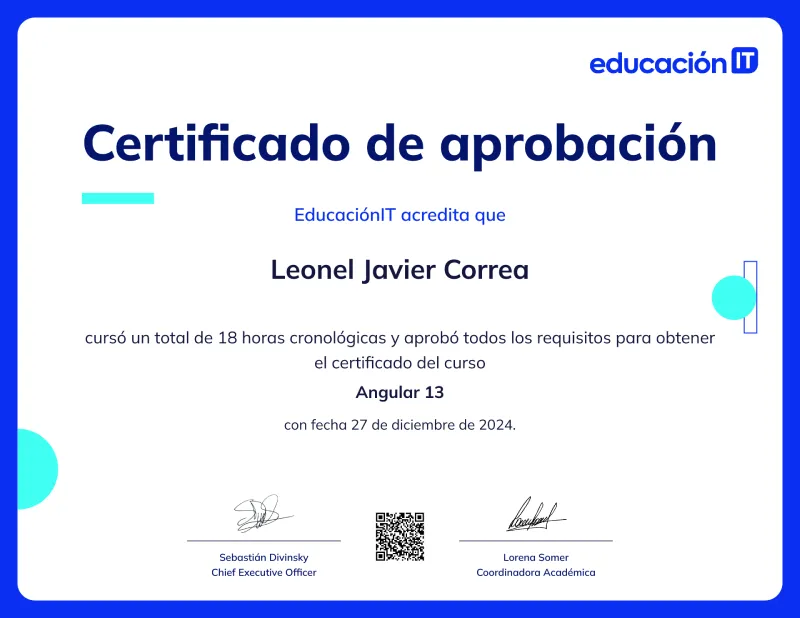 educación IT
Certificado de aprobación
EducaciónIT acredita que
Leonel Javier Correa
cursó un total de 18 horas cronológicas y aprobó todos los requisitos para obtener
el certificado del curso
Angular 13
con fecha 27 de diciembre de 2024.
Sebastián Divinsky
Chief Executive Officer
Lorena Somer
Coordinadora Académica